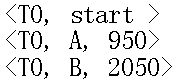 <T0, start >
<T0, A, 950>
<T0, B, 2050>